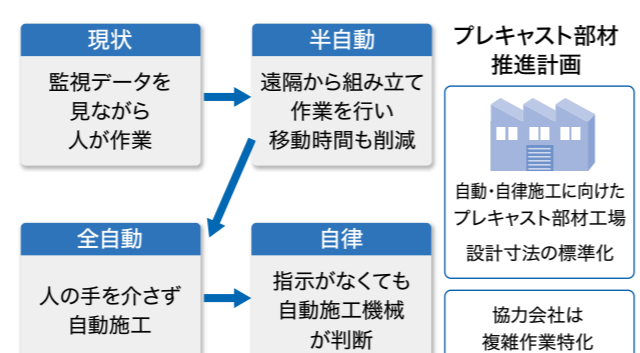 現状
監視データを
見ながら
人が作業
半自動
遠隔から組み立て
作業を行い
移動時間も削減
全自動
人の手を介さず
自動施工
自律
指示がなくても
自動施工機械
が判断
プレキャスト部材
推進計画
自動・自律施工に向けた
プレキャスト部材工場
設計寸法の標準化
協力会社は
複雑作業特化